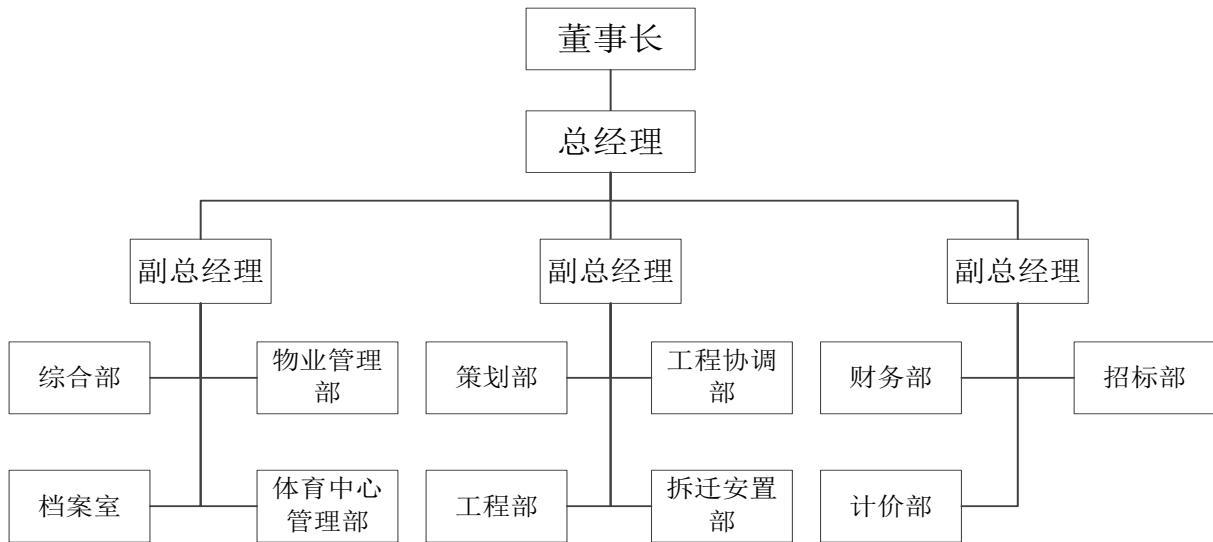 董事长
总经理
副总经理
副总经理
副总经理
综合部
物业管理
部
策划部
工程协调
部
财务部
招标部
档案室
体育中心
管理部
工程部
拆迁安置
部
计价部